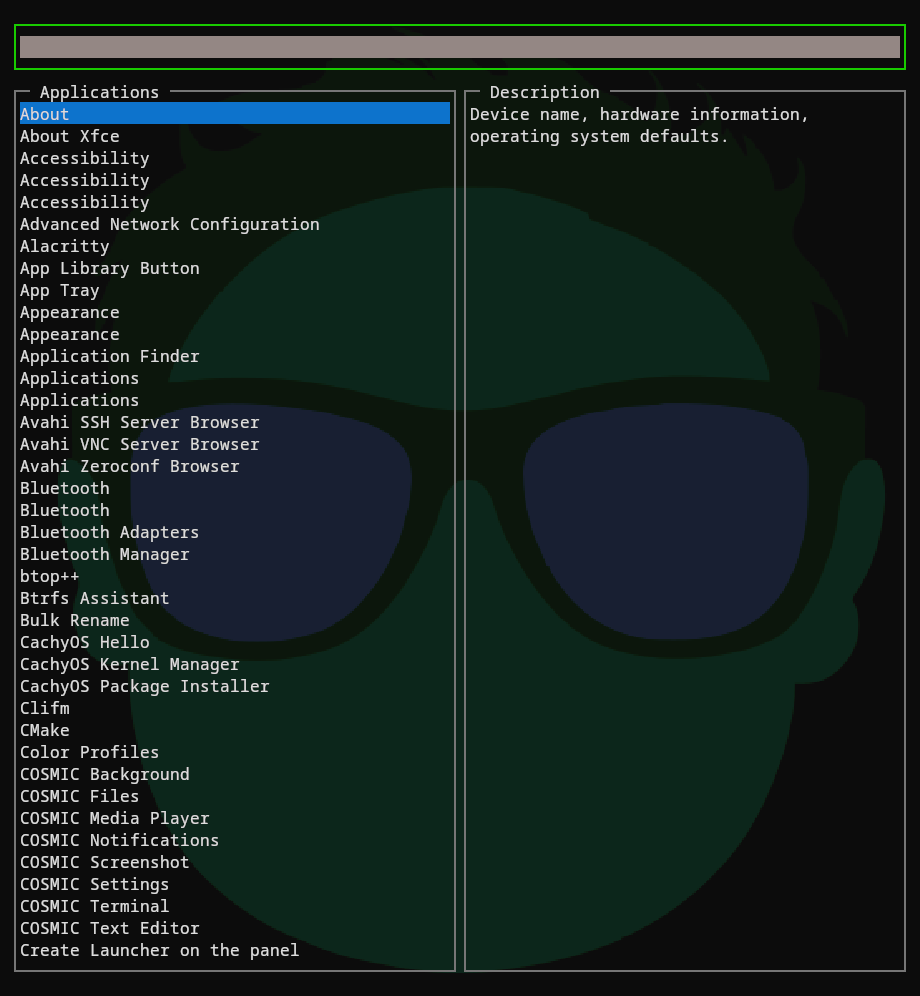 Applications
About
About Xfce
Accessibility
Accessibility
Accessibility
Advanced Network Configuration
Alacritty
App Library Button
App Tray
Appearance
Appearance
Application Finder
Applications
Applications
Avahi SSH Server Browser
Avahi VNC Server Browser
Avahi Zeroconf Browser
Bluetooth
Bluetooth
Bluetooth Adapters
Bluetooth Manager
btop++
Btrfs Assistant
Bulk Rename
CachyOS Hello
CachyOS Kernel Manager
CachyOS Package Installer
Clifm
CMake
Color Profiles
COSMIC Background
COSMIC Files
COSMIC Media Player
COSMIC Notifications
COSMIC Screenshot
COSMIC Settings
COSMIC Terminal
COSMIC Text Editor
Create Launcher on the panel
Description
Device name, hardware information,
operating system defaults.